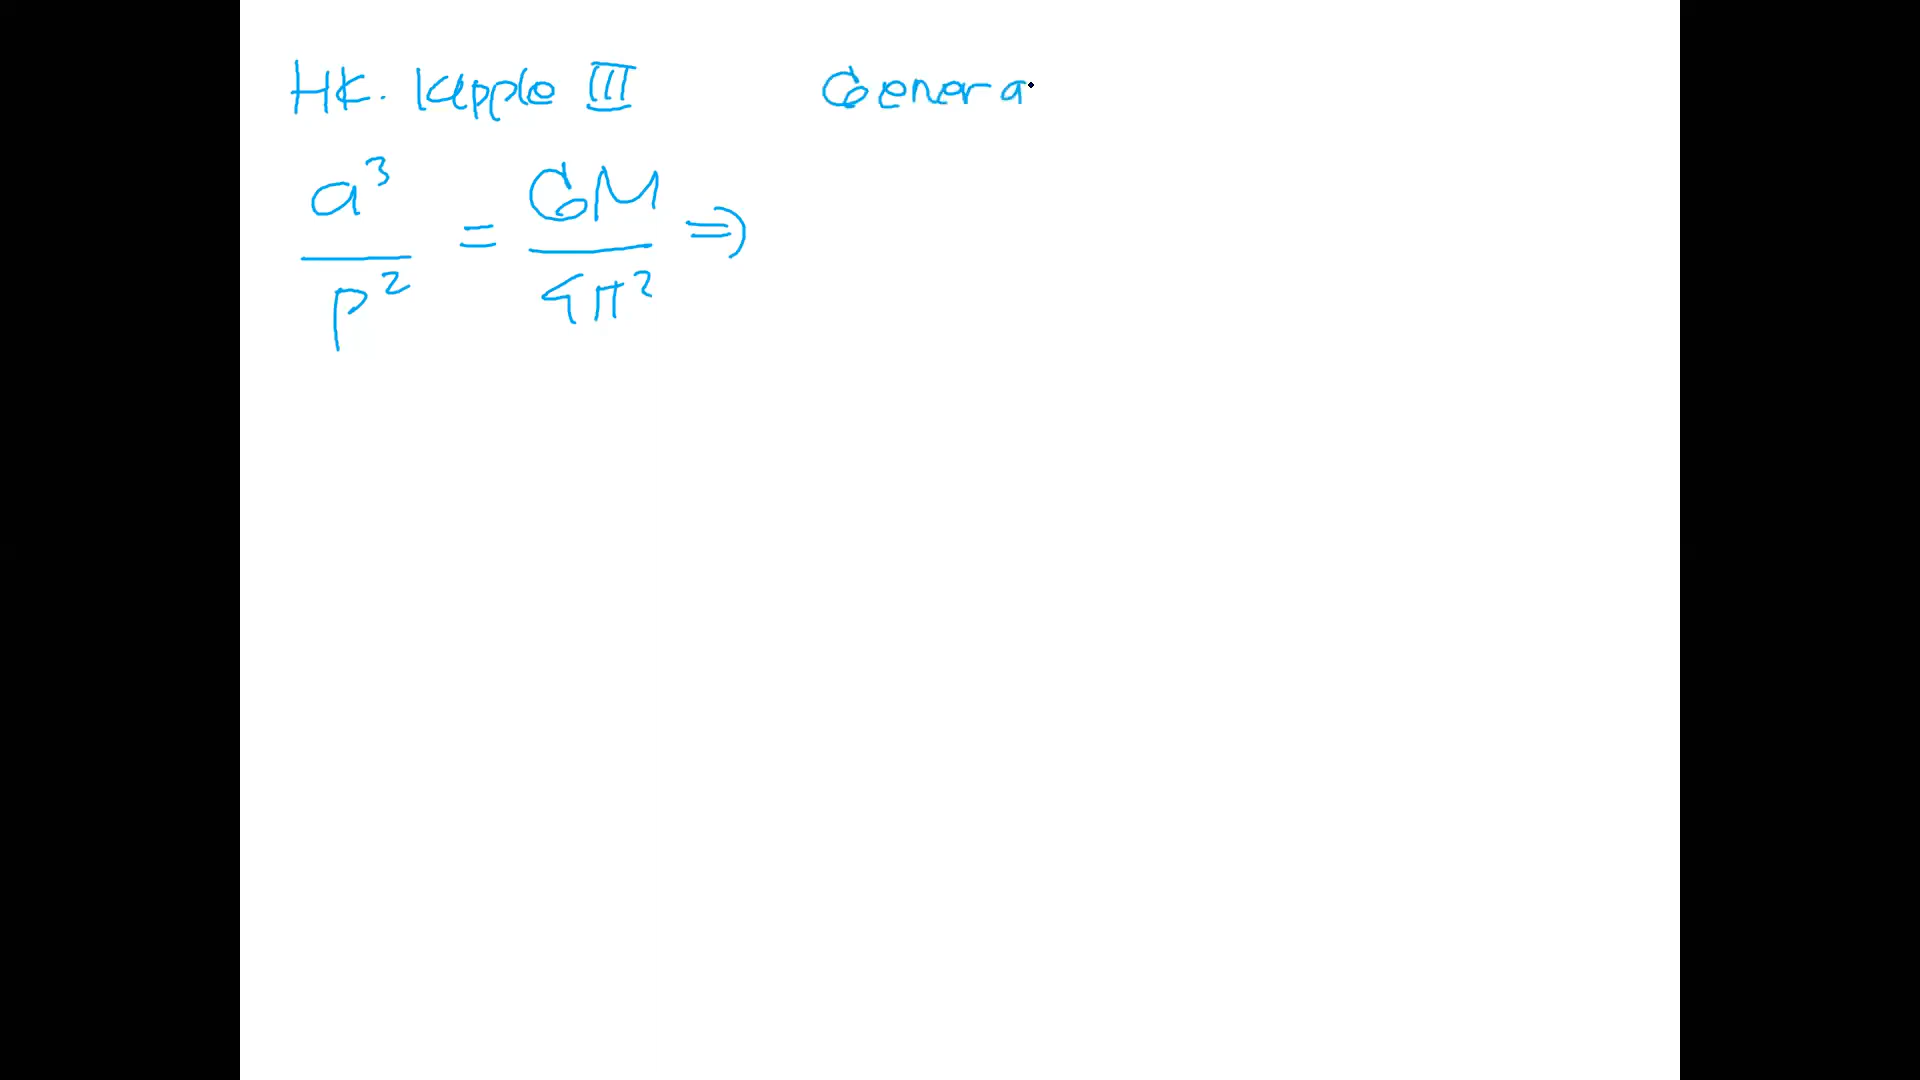 HK. Kepple III Genera
a³/p² = GM/4π² ⇒